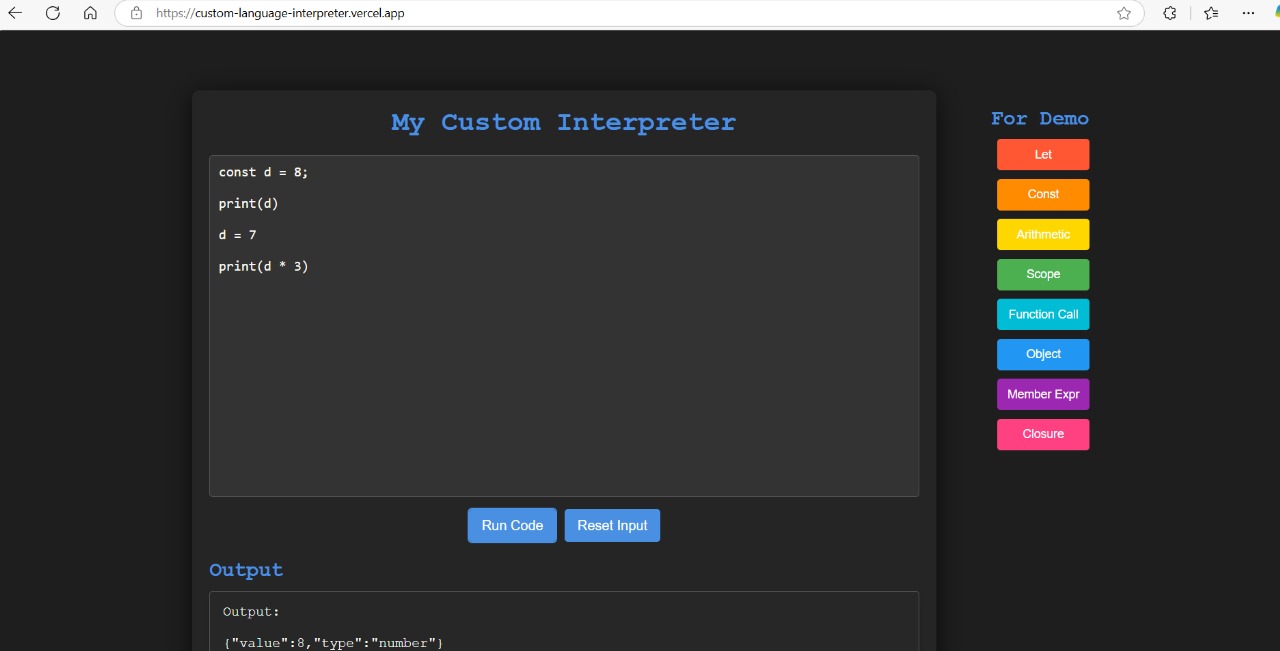 https://custom-language-interpreter.vercel.app
My Custom Interpreter
const d = 8;
print(d)
d = 7
print(d * 3)
Run Code
Reset Input
Output
Output:
{"value":8,"type":"number"}
For Demo
Let
Const
Arithmetic
Scope
Function Call
Object
Member Expr
Closure